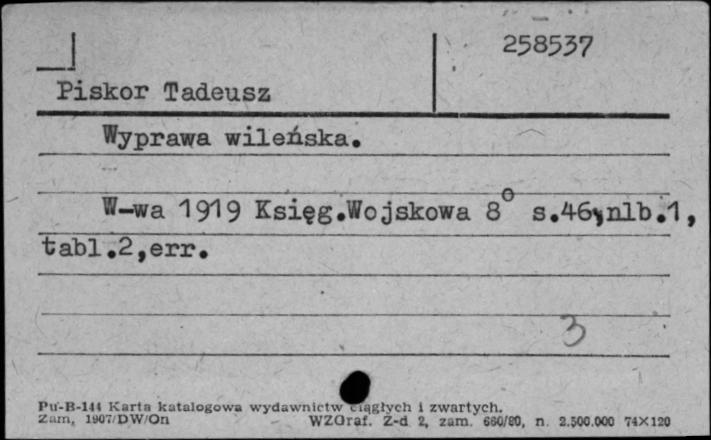 258537
Piskor Tadeusz
Wyprawa wileńska.
W-wa 1919 Księg.Wojskowa 8° s.46,nlb.1,
tabl.2,err.
3
Pu-B-144 Karta katalogowa wydawnictw ciągłych i zwartych.
Zam, 1907/DW/On WZGraf. Z-d 2, zam. 660/80, n. 2.500.000 74×120